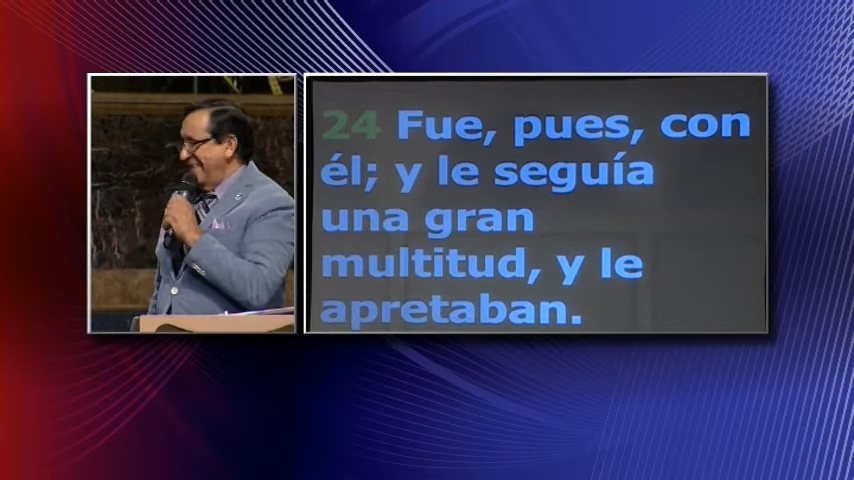 24 Fue, pues, con
él; y le seguía
una gran
multitud, y le
apretaban.